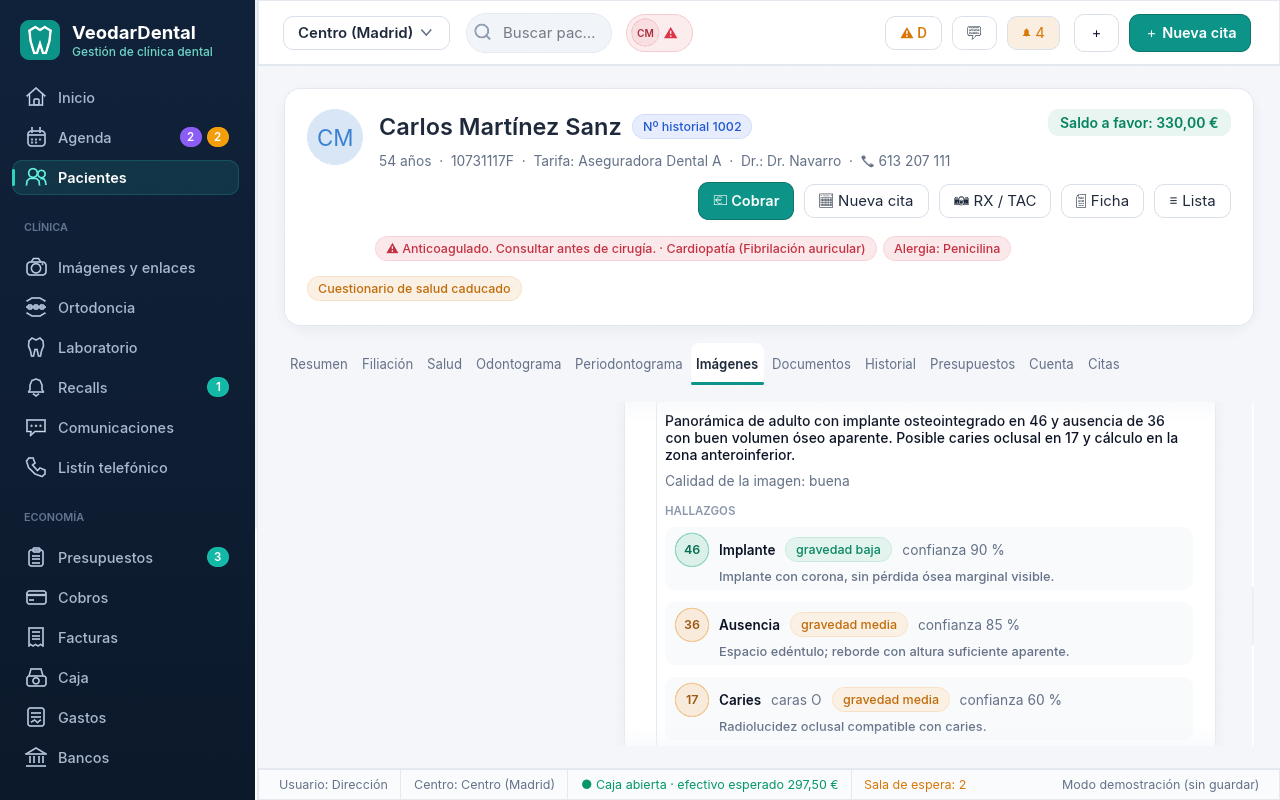 VeodarDental
Gestión de clínica dental
Inicio
Agenda 2 2
Pacientes
CLÍNICA
Imágenes y enlaces
Ortodoncia
Laboratorio
Recalls 1
Comunicaciones
Listín telefónico
ECONOMÍA
Presupuestos 3
Cobros
Facturas
Caja
Gastos
Bancos
Centro (Madrid) Buscar pac... CM D 4 + + Nueva cita
CM Carlos Martínez Sanz Nº historial 1002 Saldo a favor: 330,00 €
54 años · 10731117F · Tarifa: Aseguradora Dental A · Dr.: Dr. Navarro · 613 207 111
Cobrar Nueva cita RX / TAC Ficha ≡ Lista
Anticoagulado. Consultar antes de cirugía. · Cardiopatía (Fibrilación auricular) Alergia: Penicilina
Cuestionario de salud caducado
Resumen Filiación Salud Odontograma Periodontograma Imágenes Documentos Historial Presupuestos Cuenta Citas
Panorámica de adulto con implante osteointegrado en 46 y ausencia de 36
con buen volumen óseo aparente. Posible caries oclusal en 17 y cálculo en la
zona anteroinferior.
Calidad de la imagen: buena
HALLAZGOS
46 Implante gravedad baja confianza 90 %
Implante con corona, sin pérdida ósea marginal visible.
36 Ausencia gravedad media confianza 85 %
Espacio edéntulo; reborde con altura suficiente aparente.
17 Caries caras O gravedad media confianza 60 %
Radiolucidez oclusal compatible con caries.
Usuario: Dirección Centro: Centro (Madrid) Caja abierta · efectivo esperado 297,50 € Sala de espera: 2 Modo demostración (sin guardar)